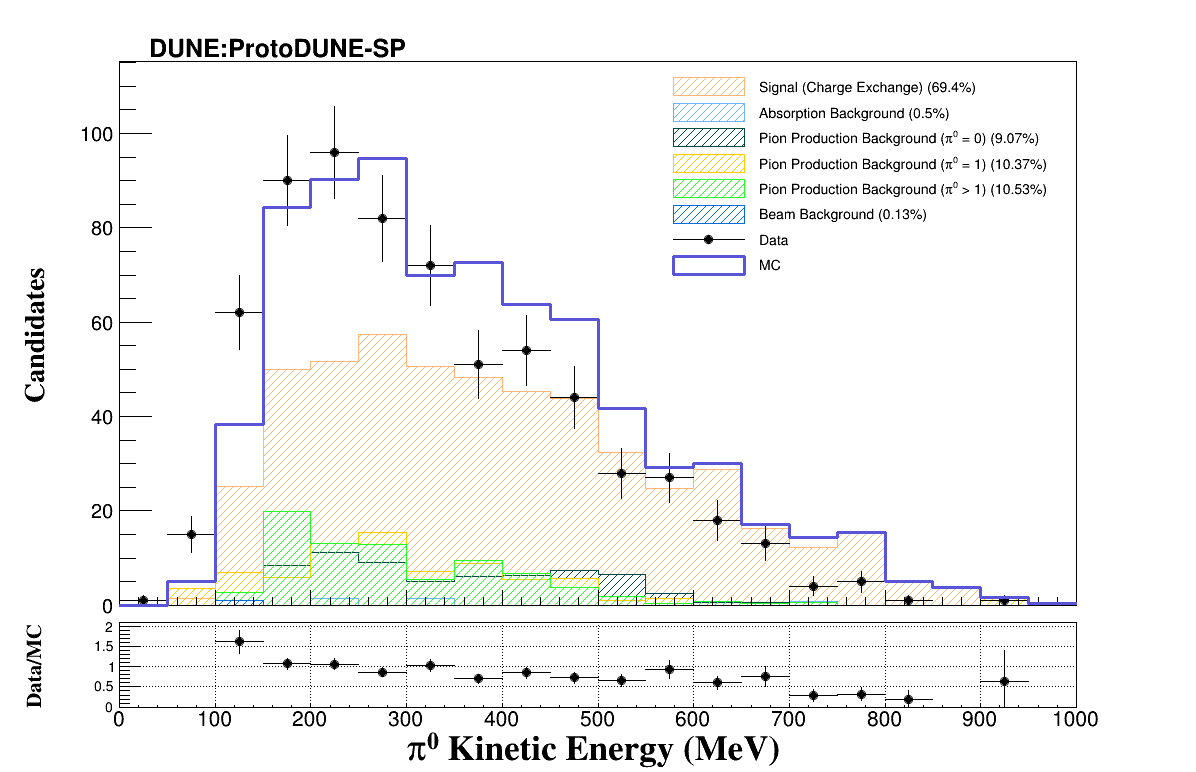 DUNE:ProtoDUNE-SP
Signal (Charge Exchange) (69.4%)
Absorption Background (0.5%)
Pion Production Background (π⁰ = 0) (9.07%)
Pion Production Background (π⁰ = 1) (10.37%)
Pion Production Background (π⁰ > 1) (10.53%)
Beam Background (0.13%)
Data
MC
Candidates
100
80
60
40
20
0
Data/MC
2
1.5
1
0.5
0
0 100 200 300 400 500 600 700 800 900 1000
π⁰ Kinetic Energy (MeV)